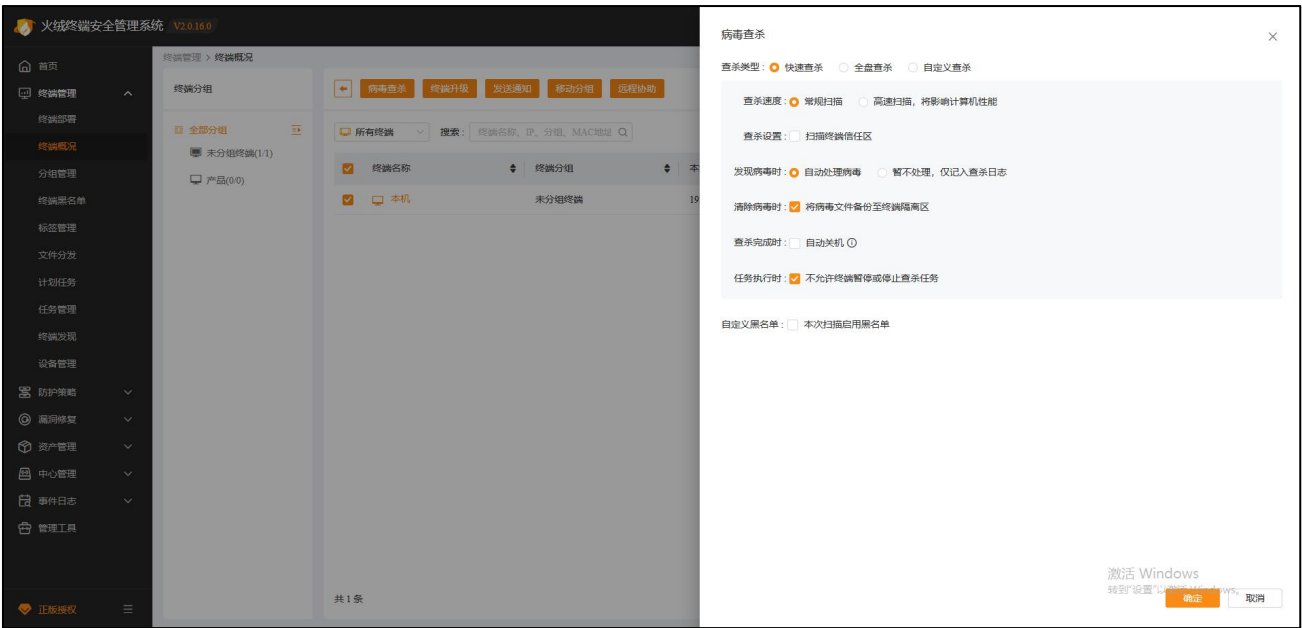 火绒终端安全管理系统 V2.0.16.0
首页
终端管理
终端部署
终端概况
分组管理
终端黑名单
标签管理
文件分发
计划任务
任务管理
终端发现
设备管理
防护策略
漏洞修复
资产管理
中心管理
事件日志
管理工具
正版授权
终端管理 > 终端概况
终端分组
全部分组
未分组终端(1/1)
产品(0/0)
病毒查杀 终端升级 发送通知 移动分组 远程协助
所有终端 搜索: 终端名称、IP、分组、MAC地址
终端名称 终端分组 本
本机 未分组终端 19
共 1 条
病毒查杀
查杀类型: 快速查杀 全盘查杀 自定义查杀
查杀速度: 常规扫描 高速扫描，将影响计算机性能
查杀设置: 扫描终端信任区
发现病毒时: 自动处理病毒 暂不处理，仅记入查杀日志
清除病毒时: 将病毒文件备份至终端隔离区
查杀完成时: 自动关机
任务执行时: 不允许终端暂停或停止查杀任务
自定义黑名单: 本次扫描启用黑名单
激活 Windows
转到"设置"以激活 Windows。
确定 取消